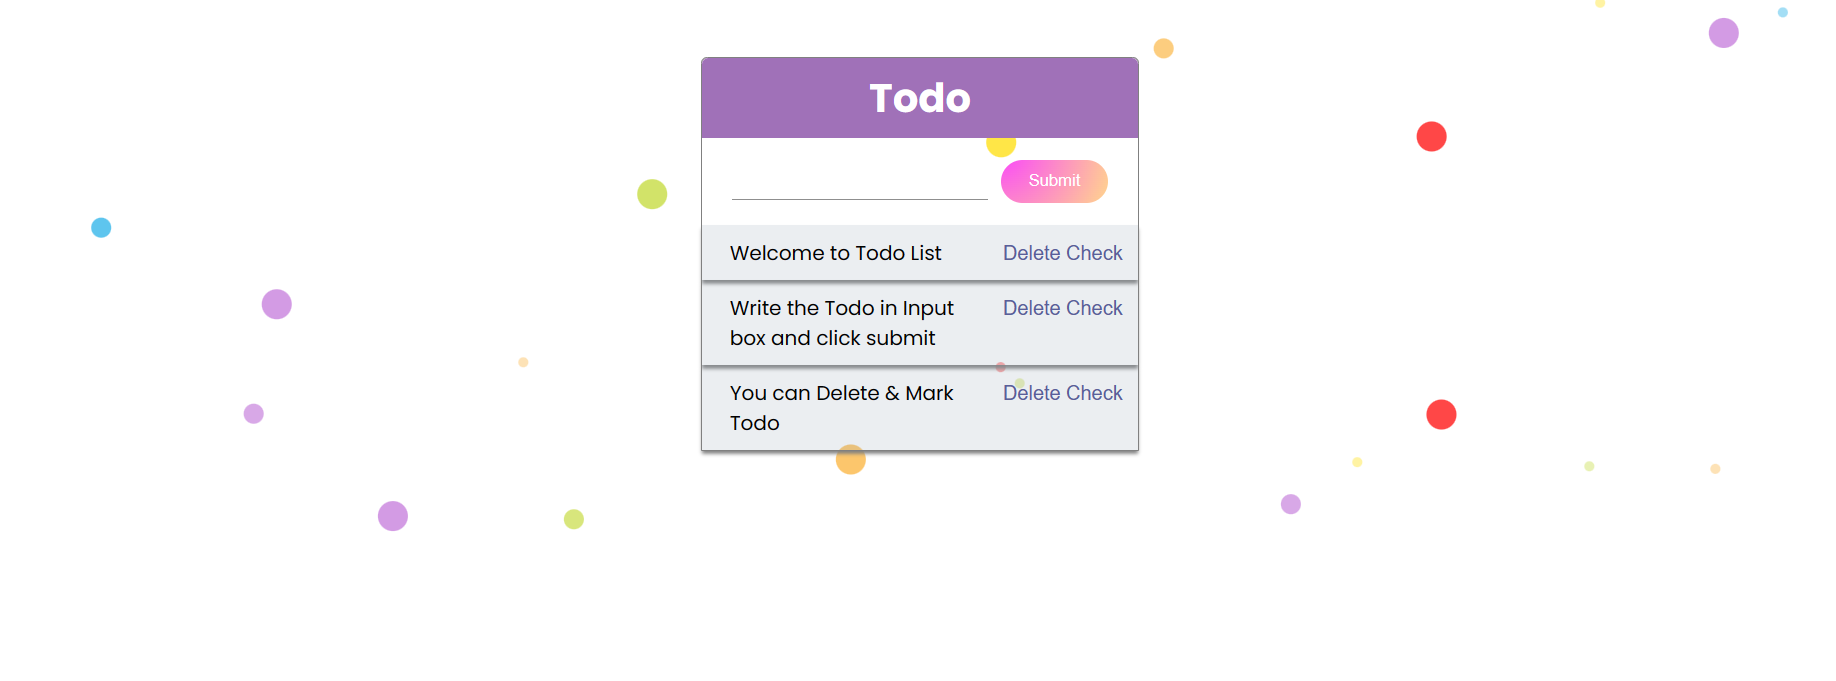 Todo
Submit
Welcome to Todo List Delete Check
Write the Todo in Input Delete Check
box and click submit
You can Delete & Mark Delete Check
Todo